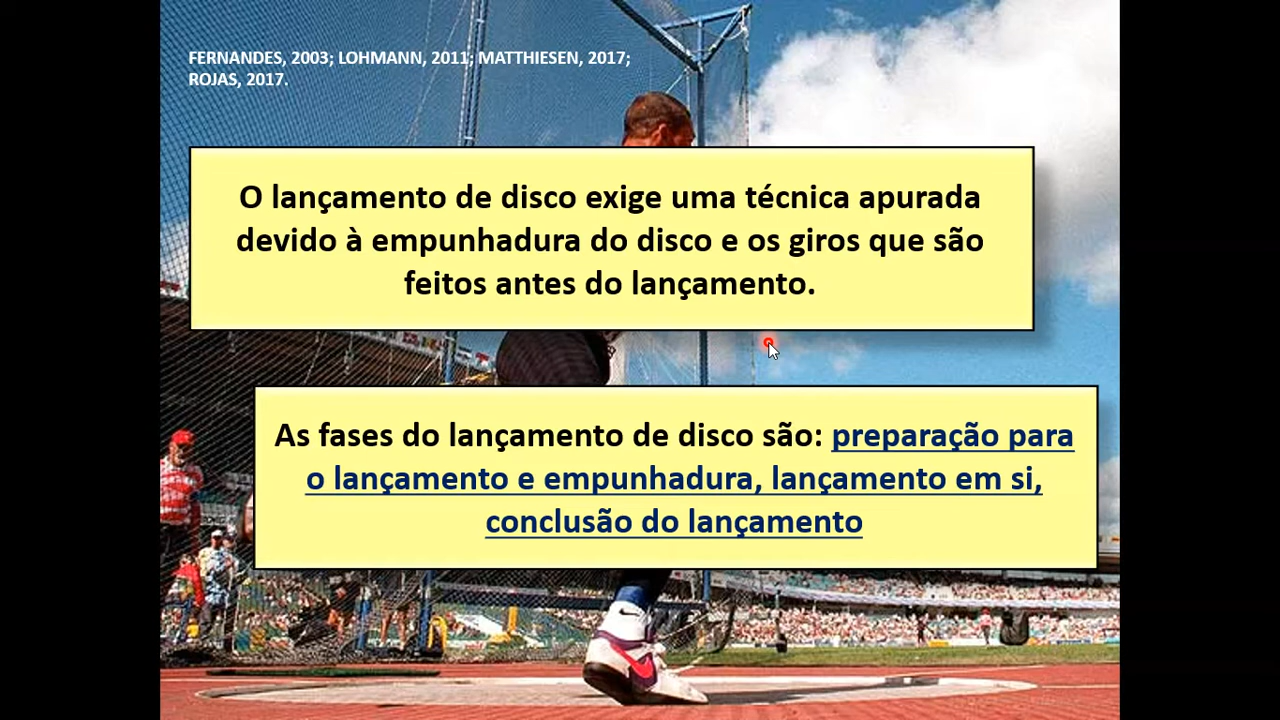 FERNANDES, 2003; LOHMANN, 2011; MATTHIESEN, 2017;
ROJAS, 2017.
O lançamento de disco exige uma técnica apurada
devido à empunhadura do disco e os giros que são
feitos antes do lançamento.
As fases do lançamento de disco são: preparação para
o lançamento e empunhadura, lançamento em si,
conclusão do lançamento